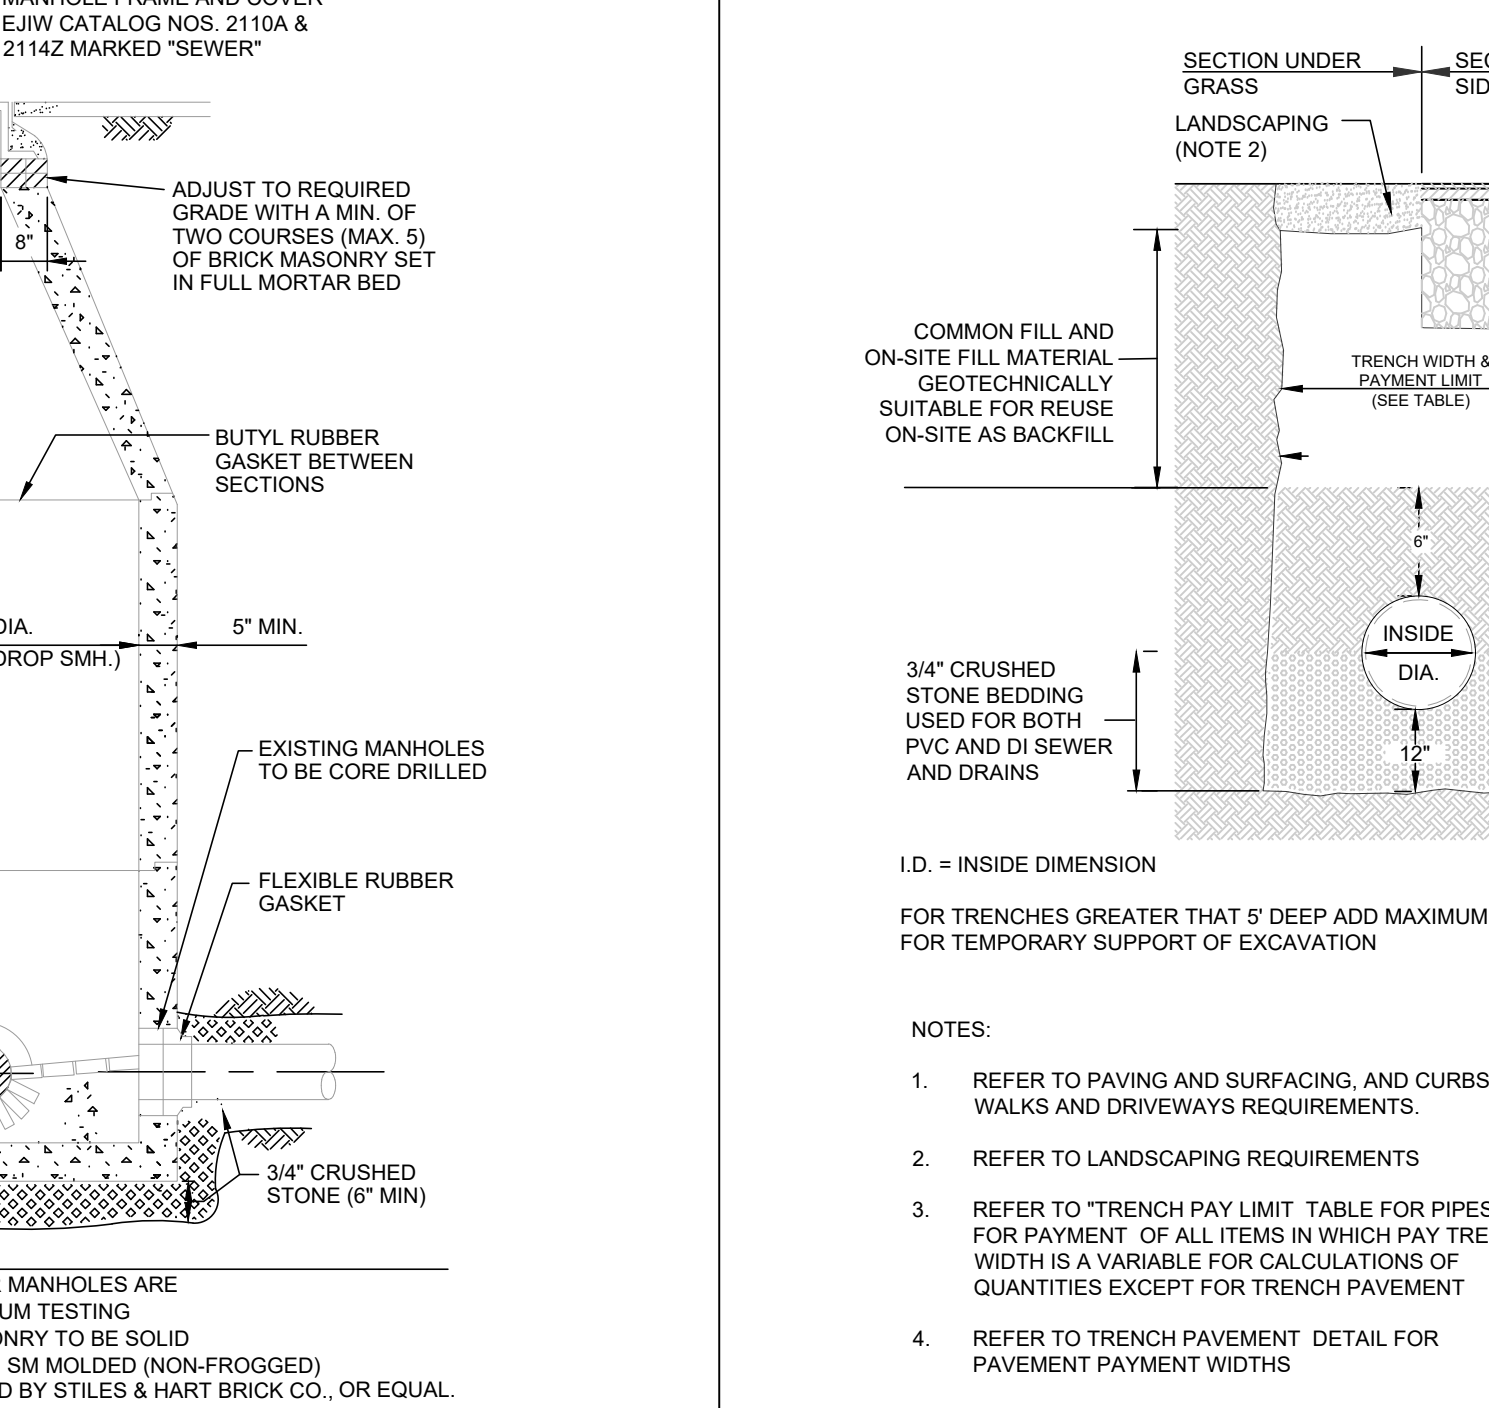 MANHOLE FRAME AND COVER
EJIW CATALOG NOS. 2110A &
2114Z MARKED "SEWER"
ADJUST TO REQUIRED
GRADE WITH A MIN. OF
TWO COURSES (MAX. 5)
OF BRICK MASONRY SET
IN FULL MORTAR BED
8"
BUTYL RUBBER
GASKET BETWEEN
SECTIONS
DIA.
5" MIN.
DROP SMH.)
EXISTING MANHOLES
TO BE CORE DRILLED
FLEXIBLE RUBBER
GASKET
3/4" CRUSHED
STONE (6" MIN)
MANHOLES ARE
UM TESTING
NRY TO BE SOLID
SM MOLDED (NON-FROGGED)
D BY STILES & HART BRICK CO., OR EQUAL.
SECTION UNDER
GRASS
SEC
SID
LANDSCAPING
(NOTE 2)
COMMON FILL AND
ON-SITE FILL MATERIAL
GEOTECHNICALLY
SUITABLE FOR REUSE
ON-SITE AS BACKFILL
TRENCH WIDTH &
PAYMENT LIMIT
(SEE TABLE)
6"
INSIDE
DIA.
12"
3/4" CRUSHED
STONE BEDDING
USED FOR BOTH
PVC AND DI SEWER
AND DRAINS
I.D. = INSIDE DIMENSION
FOR TRENCHES GREATER THAT 5' DEEP ADD MAXIMUM
FOR TEMPORARY SUPPORT OF EXCAVATION
NOTES:
1. REFER TO PAVING AND SURFACING, AND CURBS
WALKS AND DRIVEWAYS REQUIREMENTS.
2. REFER TO LANDSCAPING REQUIREMENTS
3. REFER TO "TRENCH PAY LIMIT TABLE FOR PIPES
FOR PAYMENT OF ALL ITEMS IN WHICH PAY TRE
WIDTH IS A VARIABLE FOR CALCULATIONS OF
QUANTITIES EXCEPT FOR TRENCH PAVEMENT
4. REFER TO TRENCH PAVEMENT DETAIL FOR
PAVEMENT PAYMENT WIDTHS